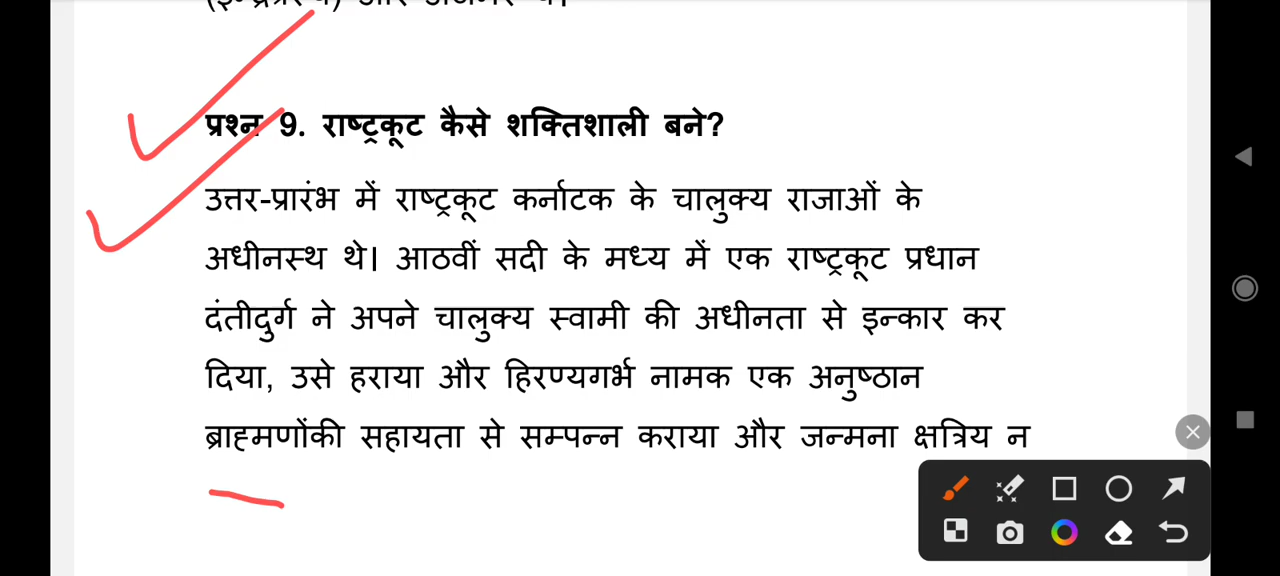 प्रश्न 9. राष्ट्रकूट कैसे शक्तिशाली बने?
उत्तर-प्रारंभ में राष्ट्रकूट कर्नाटक के चालुक्य राजाओं के
अधीनस्थ थे। आठवीं सदी के मध्य में एक राष्ट्रकूट प्रधान
दंतीदुर्ग ने अपने चालुक्य स्वामी की अधीनता से इन्कार कर
दिया, उसे हराया और हिरण्यगर्भ नामक एक अनुष्ठान
ब्राह्मणोंकी सहायता से सम्पन्न कराया और जन्मना क्षत्रिय न